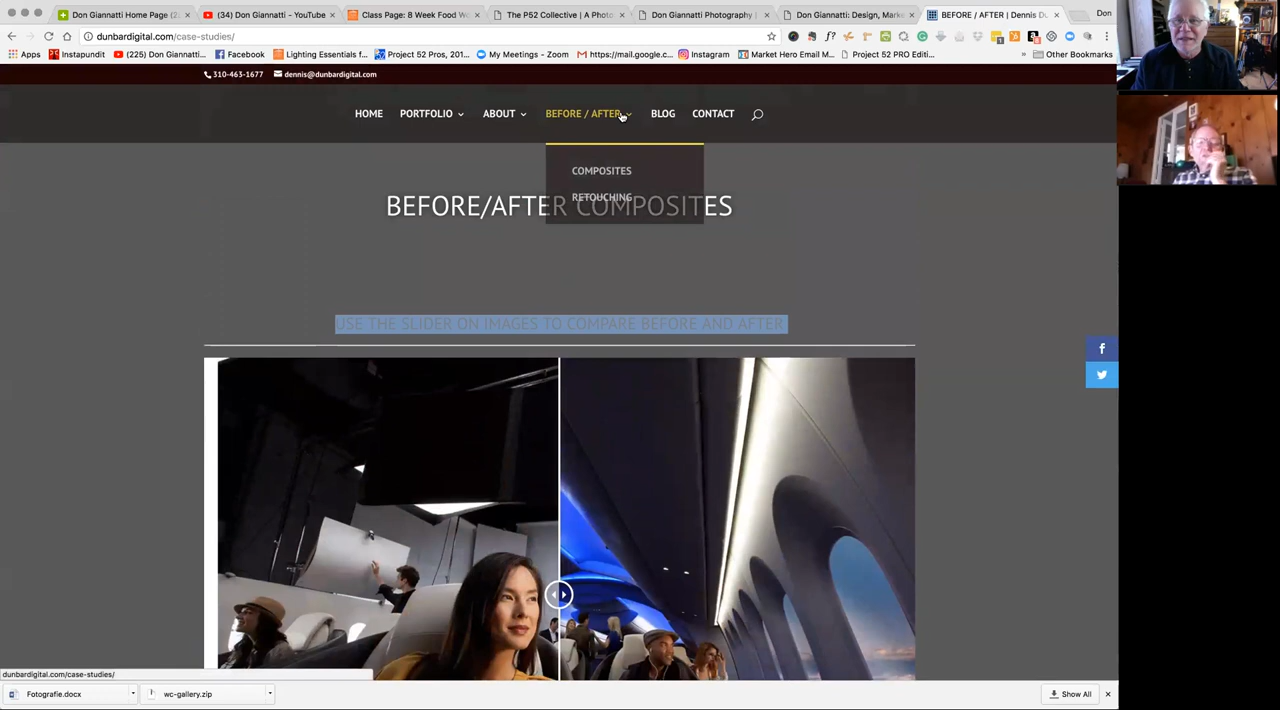 Don Giannatti Home Page (2
(34) Don Giannatti - YouTube
Class Page: 8 Week Food W
The P52 Collective | A Photo
Don Giannatti Photography |
Don Giannatti: Design, Marke
BEFORE / AFTER | Dennis Du
Don
dunbardigital.com/case-studies/
Apps
Instapundit
(225) Don Giannatti...
Facebook
Lighting Essentials f...
Project 52 Pros, 201...
My Meetings - Zoom
https://mail.google.c...
Instagram
Market Hero Email M...
Project 52 PRO Editi...
»
Other Bookmarks
310-463-1677
dennis@dunbardigital.com
HOME
PORTFOLIO
ABOUT
BEFORE / AFTER
BLOG
CONTACT
COMPOSITES
RETOUCHING
BEFORE/AFTER COMPOSITES
USE THE SLIDER ON IMAGES TO COMPARE BEFORE AND AFTER
dunbardigital.com/case-studies/
Fotografie.docx
wc-gallery.zip
Show All